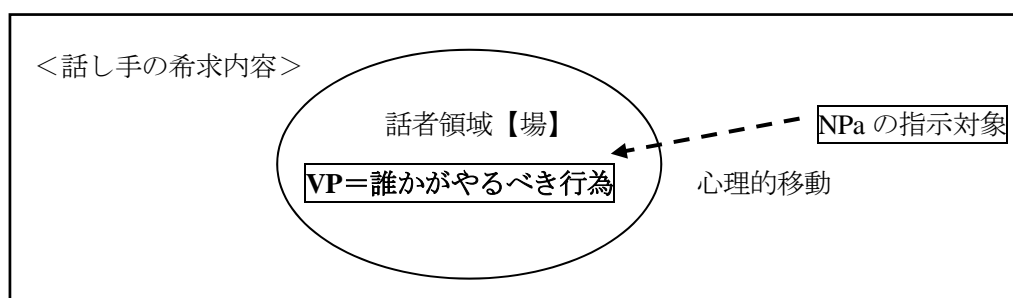 ＜話し手の希求内容＞
話者領域【場】
NPa の指示対象
VP＝誰かがやるべき行為
心理的移動